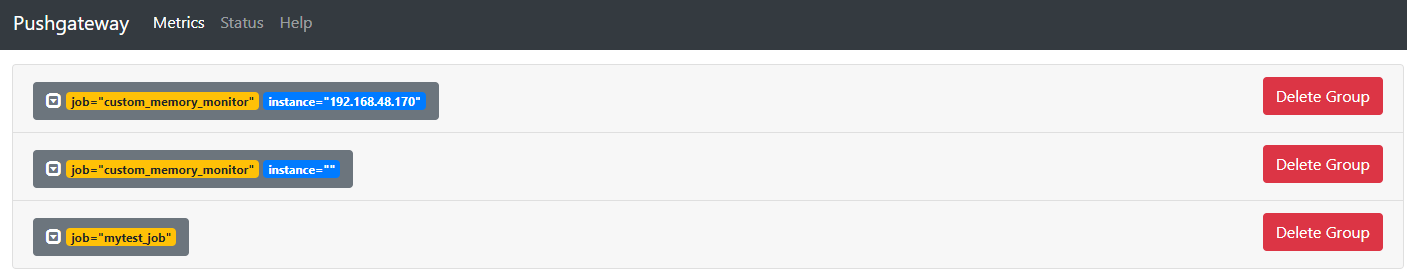 Pushgateway Metrics Status Help
job="custom_memory_monitor" instance="192.168.48.170" Delete Group
job="custom_memory_monitor" instance="" Delete Group
job="mytest_job" Delete Group